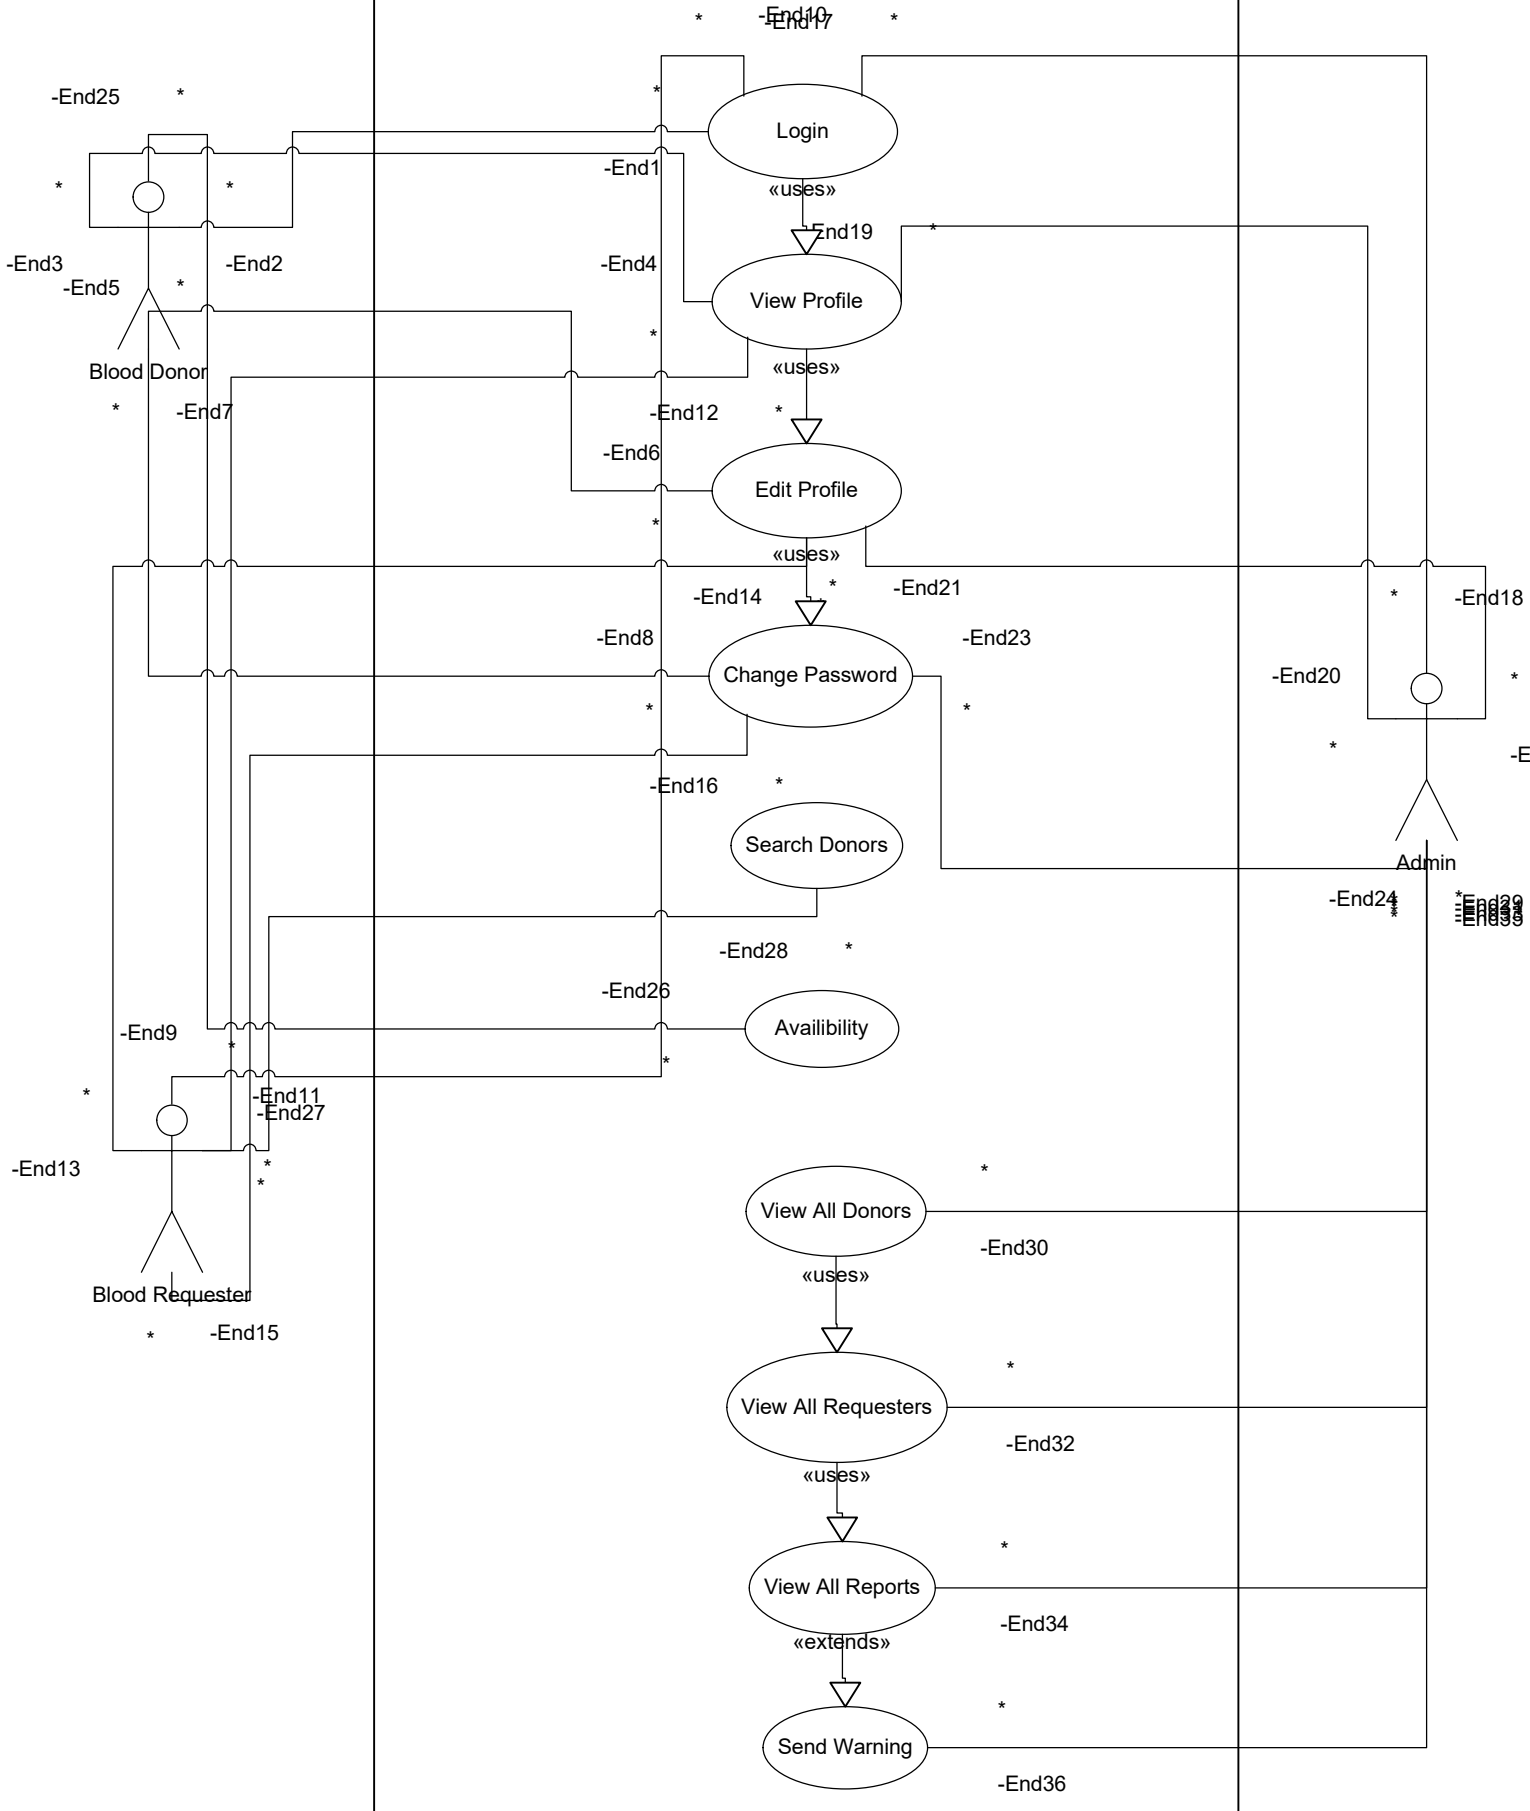 -End10
-End17
*
*
-End25
*
*
Login
-End1
*
*
«uses»
End19
*
-End3
-End2
-End4
-End5
*
View Profile
*
«uses»
Blood Donor
*
-End7
-End12
*
-End6
Edit Profile
*
«uses»
-End14
*
-End21
*
-End18
-End8
-End23
Change Password
-End20
*
*
*
*
-E
-End16
*
Search Donors
Admin
-End24
*
-End29
-End28
*
-End26
Availibility
-End9
*
*
*
-End11
-End27
-End13
*
*
*
View All Donors
-End30
«uses»
Blood Requester
*
-End15
*
View All Requesters
-End32
«uses»
*
View All Reports
-End34
«extends»
*
Send Warning
-End36